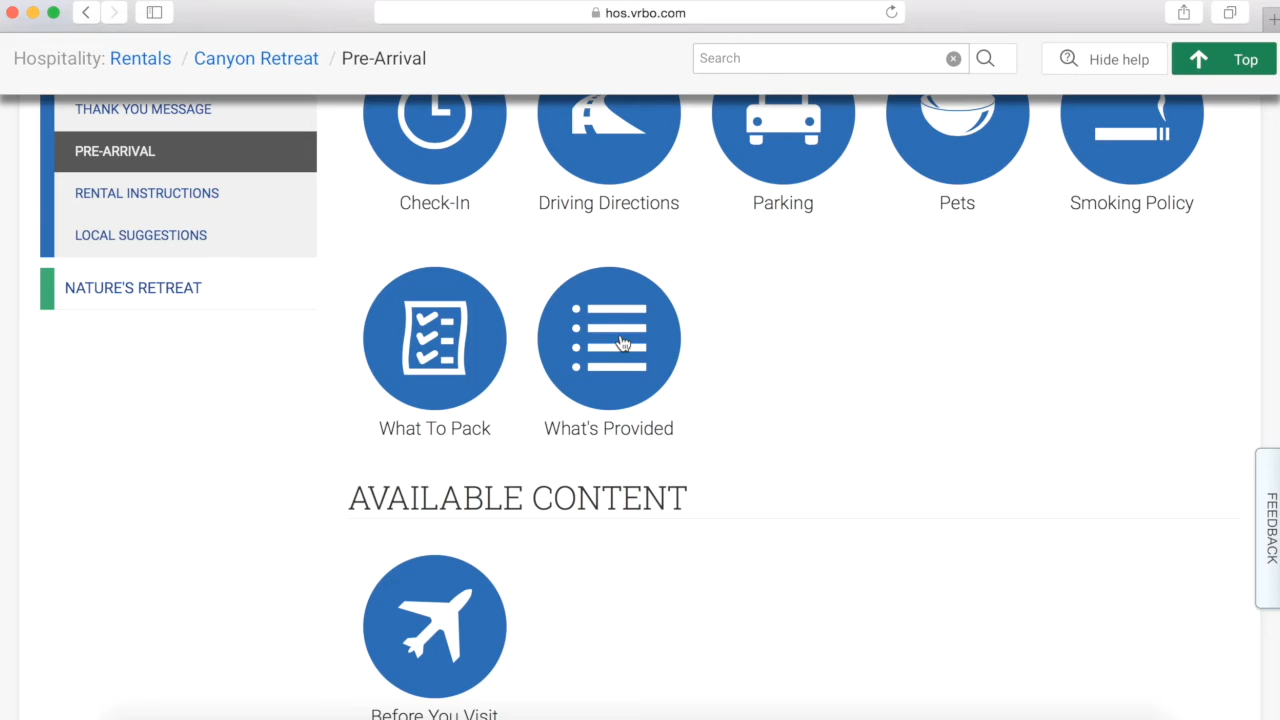 hos.vrbo.com
Hospitality: Rentals / Canyon Retreat / Pre-Arrival
Search
Hide help
Top
THANK YOU MESSAGE
PRE-ARRIVAL
RENTAL INSTRUCTIONS
LOCAL SUGGESTIONS
NATURE'S RETREAT
Check-In
Driving Directions
Parking
Pets
Smoking Policy
What To Pack
What's Provided
AVAILABLE CONTENT
Before You Visit
FEEDBACK